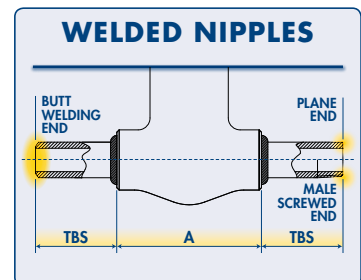 WELDED NIPPLES
BUTT
WELDING
END
PLANE
END
MALE
SCREWED
END
TBS
A
TBS